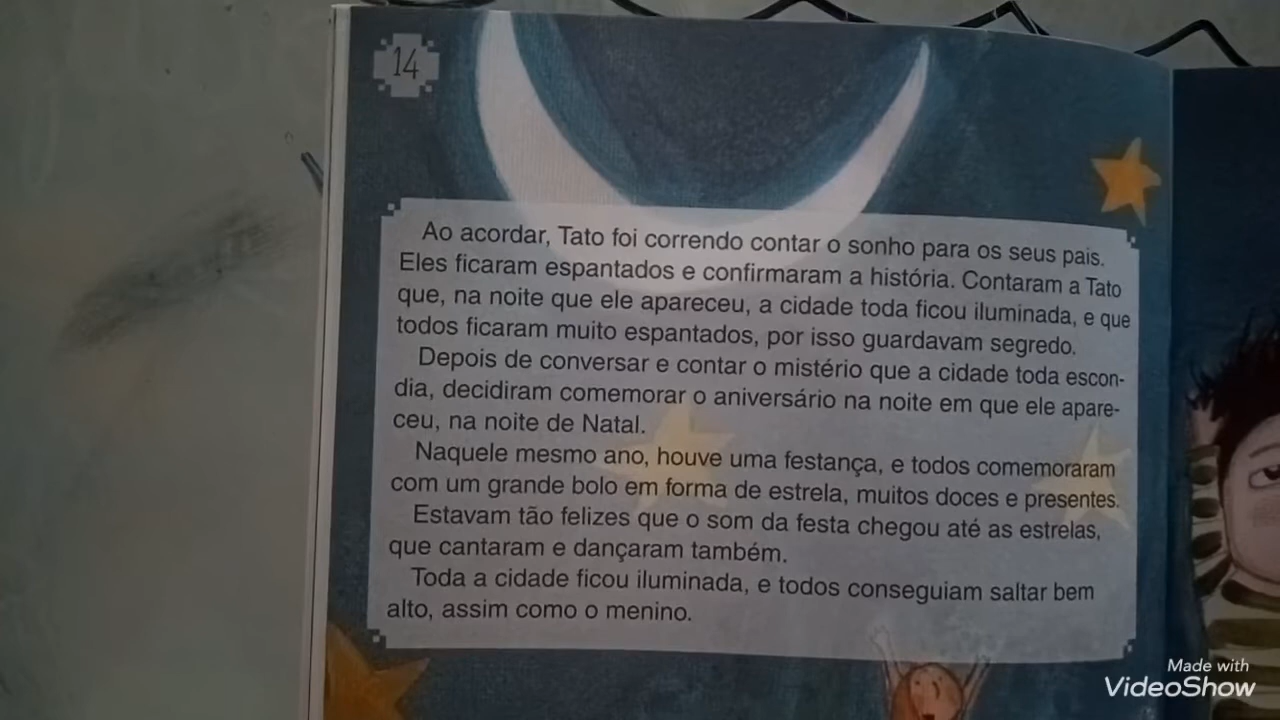 14
Ao acordar, Tato foi correndo contar o sonho para os seus pais.
Eles ficaram espantados e confirmaram a história. Contaram a Tato
que, na noite que ele apareceu, a cidade toda ficou iluminada, e que
todos ficaram muito espantados, por isso guardavam segredo.
Depois de conversar e contar o mistério que a cidade toda escon-
dia, decidiram comemorar o aniversário na noite em que ele apare-
ceu, na noite de Natal.
Naquele mesmo ano, houve uma festança, e todos comemoraram
com um grande bolo em forma de estrela, muitos doces e presentes.
Estavam tão felizes que o som da festa chegou até as estrelas,
que cantaram e dançaram também.
Toda a cidade ficou iluminada, e todos conseguiam saltar bem
alto, assim como o menino.
Made with
VideoShow